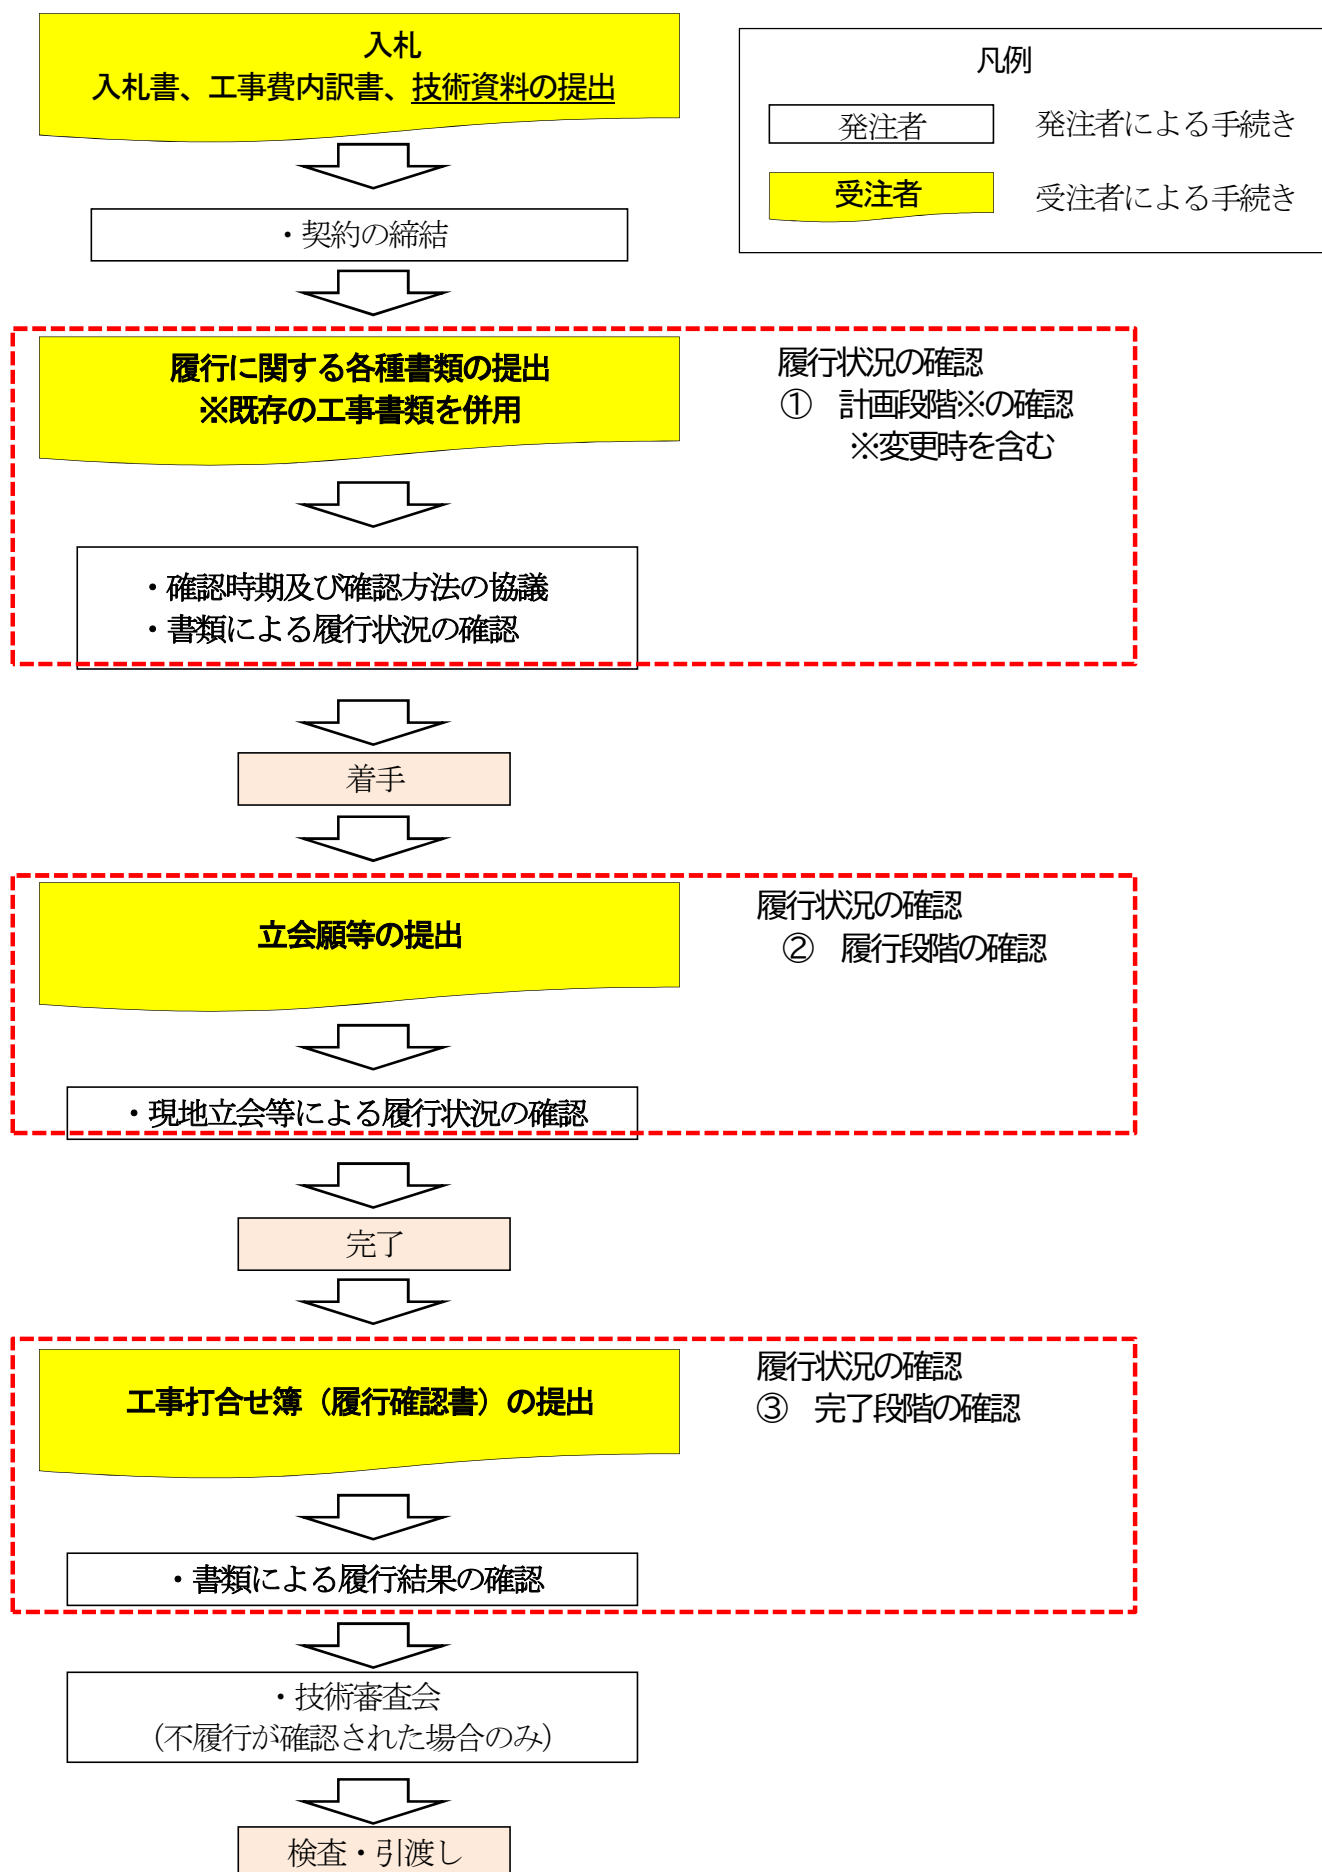 入札
入札書、工事費内訳書、技術資料の提出
凡例
発注者
発注者による手続き
受注者
受注者による手続き
・契約の締結
履行に関する各種書類の提出
※既存の工事書類を併用
履行状況の確認
① 計画段階※の確認
※変更時を含む
・確認時期及び確認方法の協議
・書類による履行状況の確認
着手
立会願等の提出
履行状況の確認
② 履行段階の確認
・現地立会等による履行状況の確認
完了
工事打合せ簿（履行確認書）の提出
履行状況の確認
③ 完了段階の確認
・書類による履行結果の確認
・技術審査会
（不履行が確認された場合のみ）
検査・引渡し